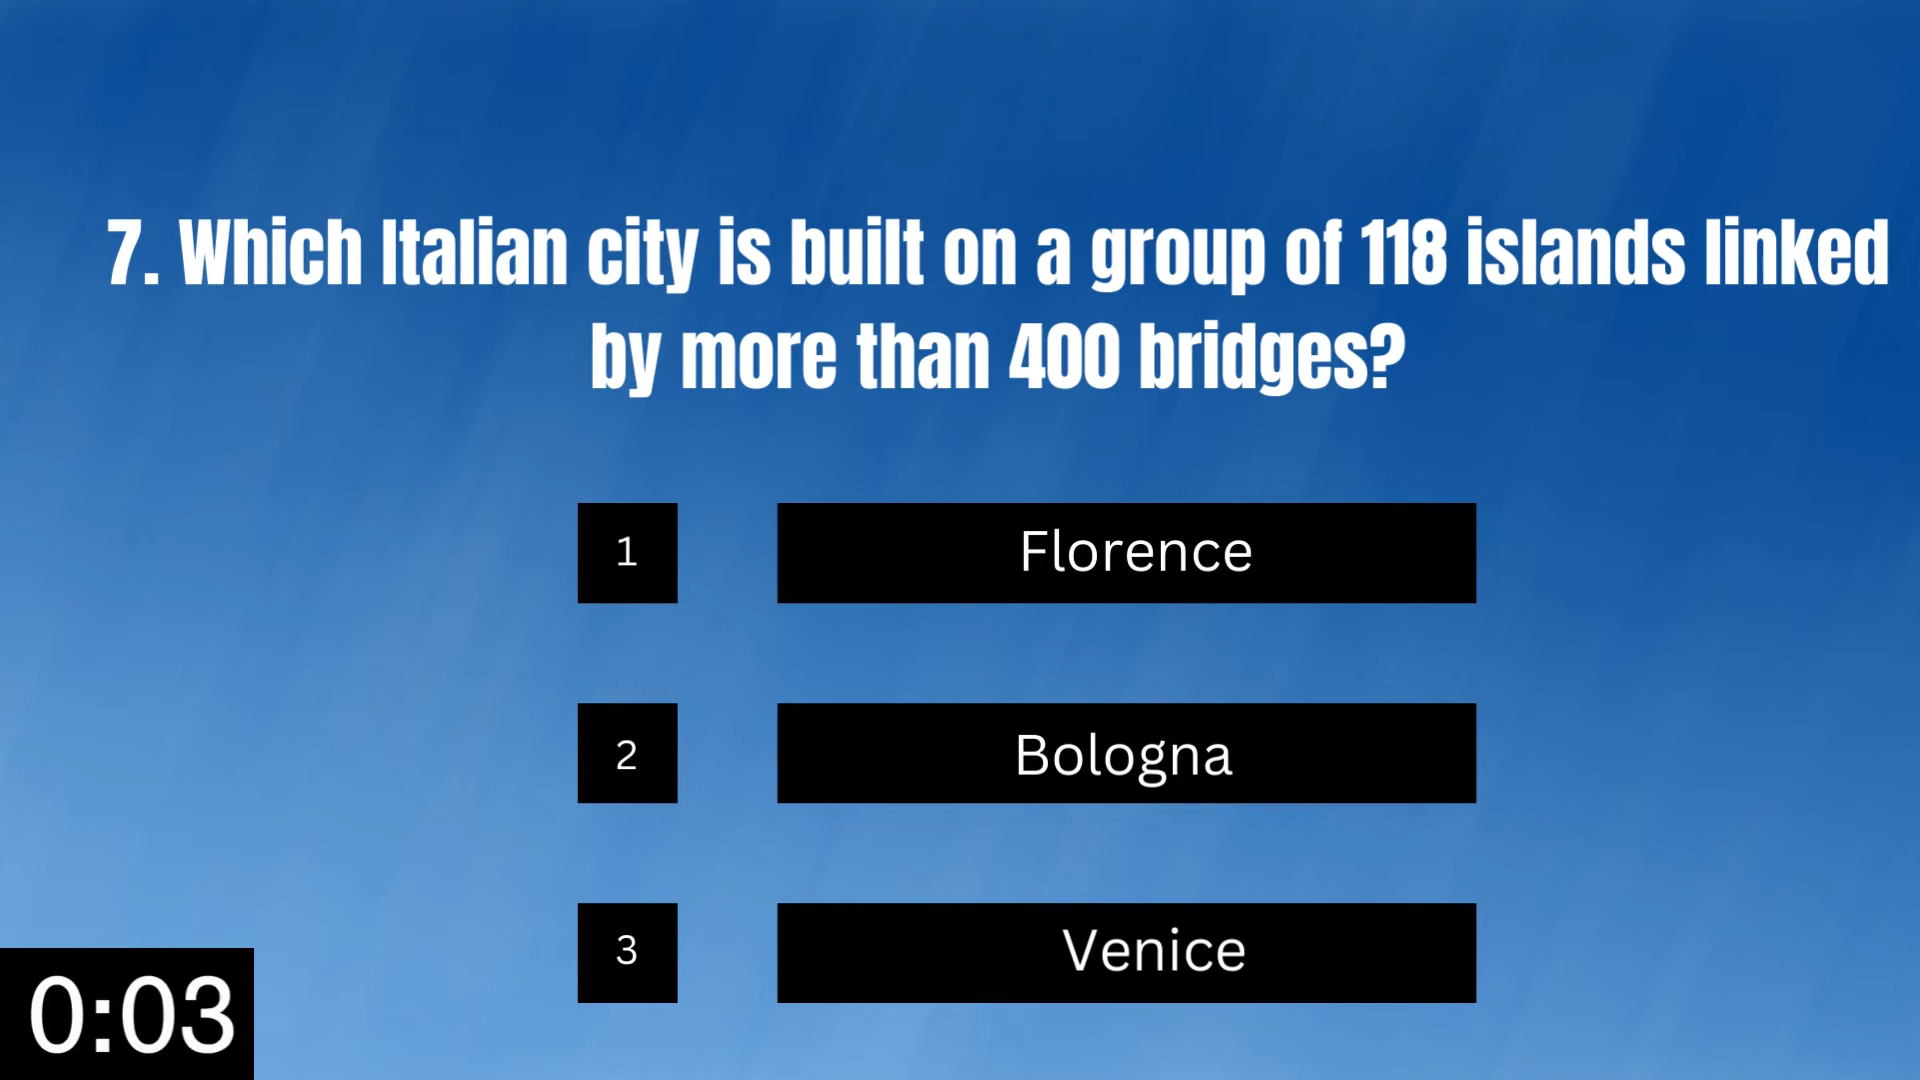 7. Which Italian city is built on a group of 118 islands linked
by more than 400 bridges?
1 Florence
2 Bologna
3 Venice
0:03